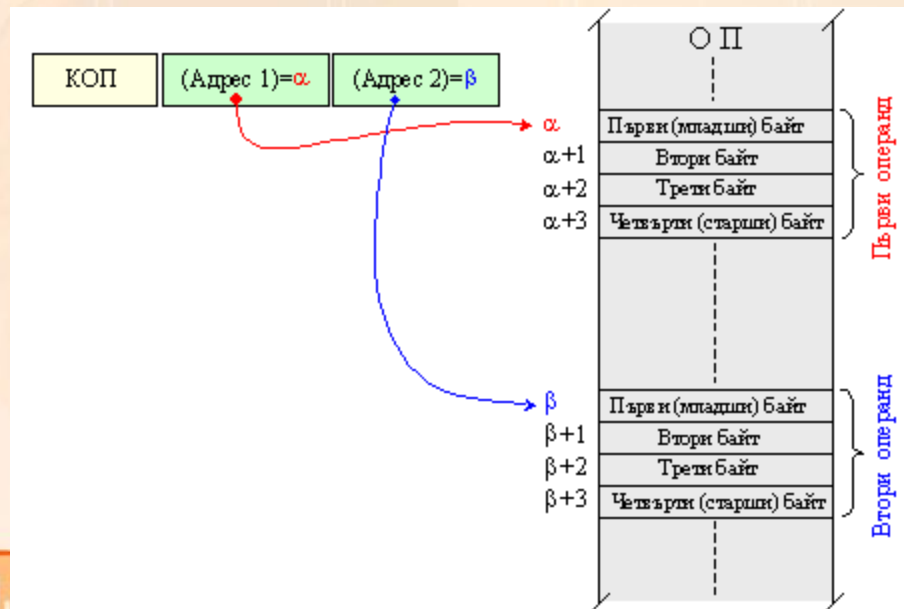 КОП
(Адрес 1)=α
(Адрес 2)=β
ОП
α
Първи (младши) байт
α+1
Втори байт
α+2
Трети байт
α+3
Четвърти (старши) байт
Първи операнд
β
Първи (младши) байт
β+1
Втори байт
β+2
Трети байт
β+3
Четвърти (старши) байт
Втори операнд